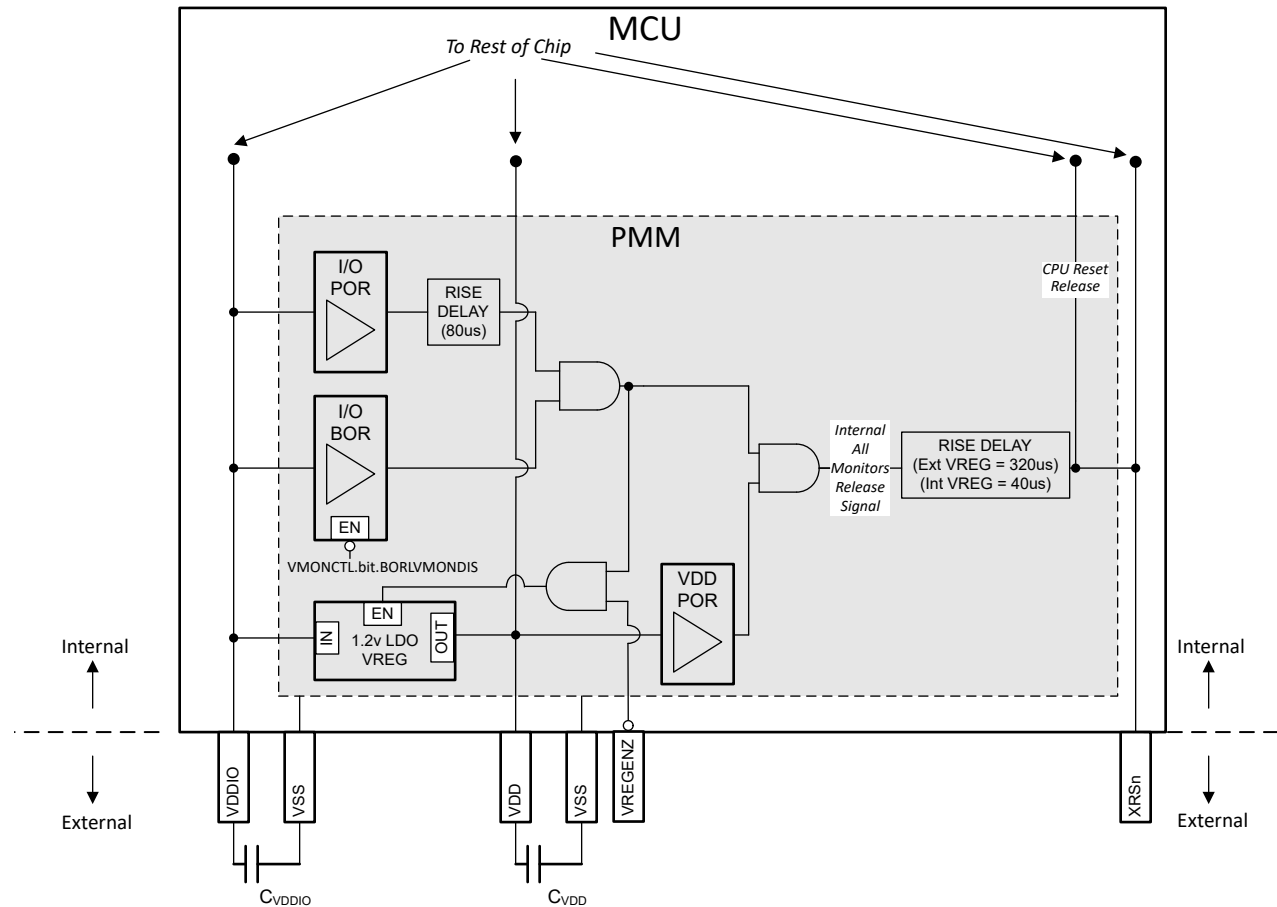 MCU
To Rest of Chip
PMM
I/O
POR
RISE
DELAY
(80us)
CPU Reset
Release
I/O
BOR
EN
VMONCTL.bit.BORLVMONDIS
Internal
All
Monitors
Release
Signal
RISE DELAY
(Ext VREG = 320us)
(Int VREG = 40us)
EN
IN
1.2v LDO
VREG
OUT
VDD
POR
Internal
External
Internal
External
VDDIO
VSS
VDD
VSS
VREGENZ
XRSn
CVDDIO
CVDD